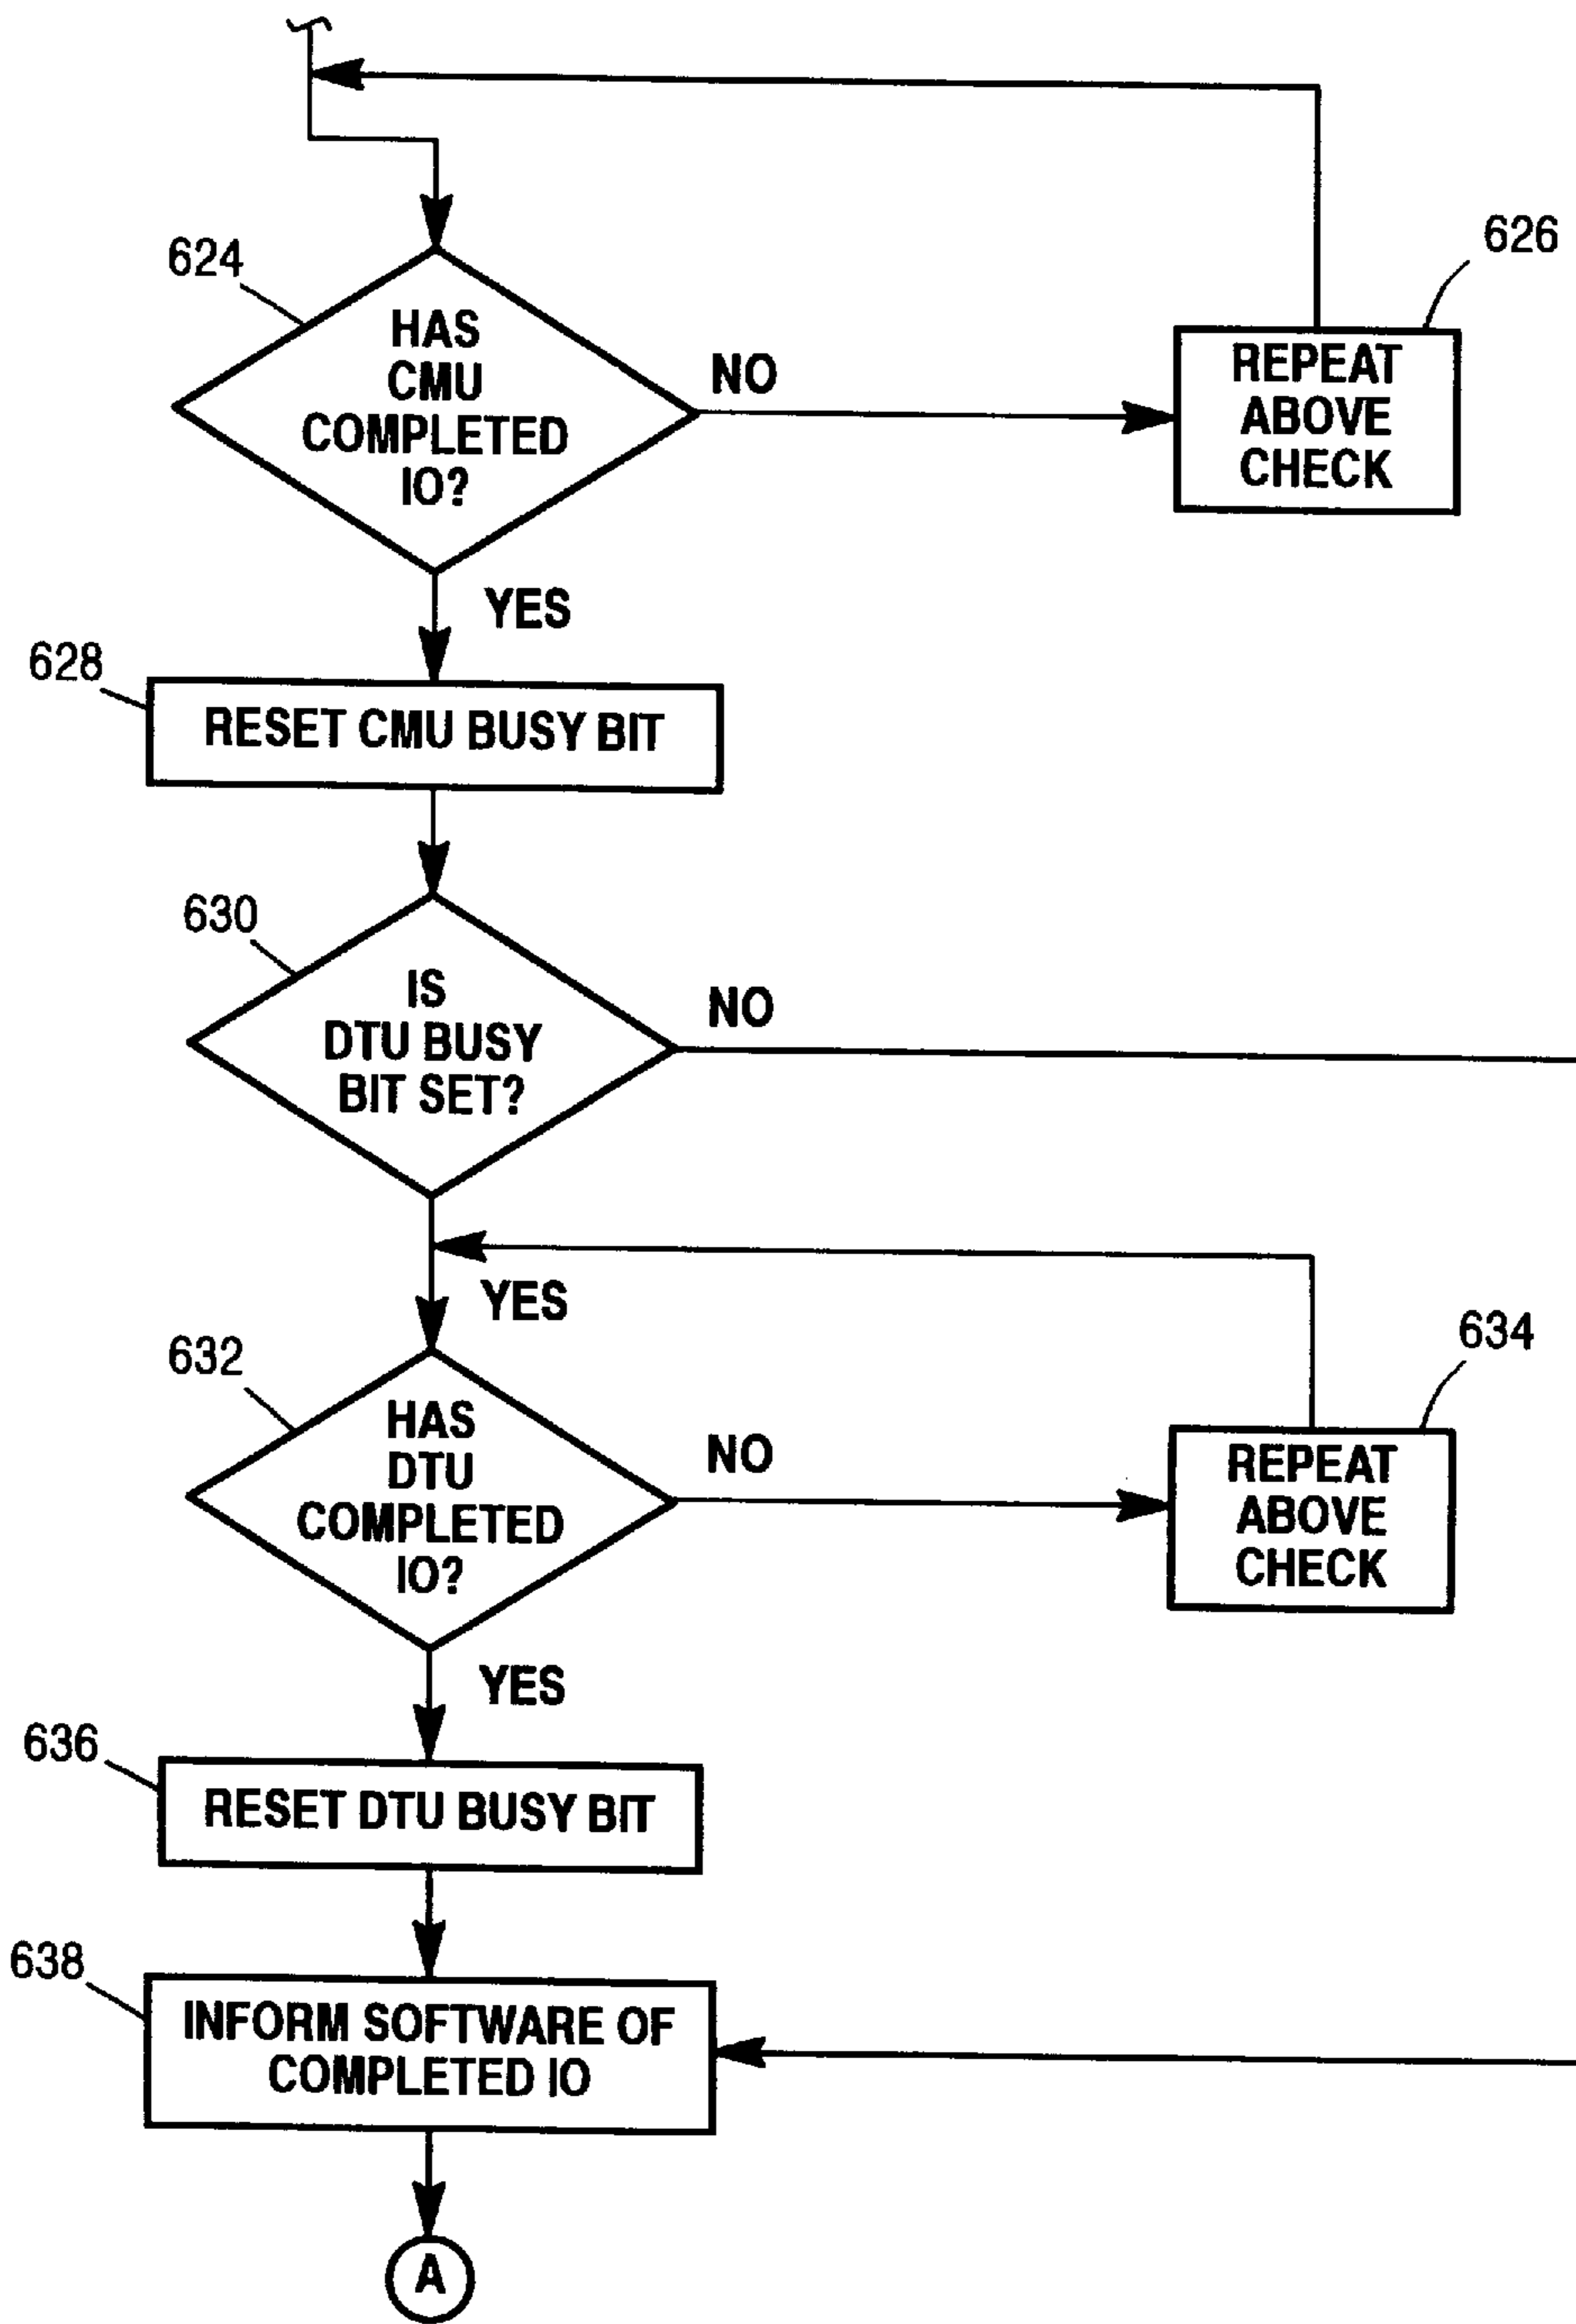 624
HAS
CMU
COMPLETED
IO?
NO
626
REPEAT
ABOVE
CHECK
YES
628
RESET CMU BUSY BIT
630
IS
DTU BUSY
BIT SET?
NO
YES
632
HAS
DTU
COMPLETED
IO?
NO
634
REPEAT
ABOVE
CHECK
YES
636
RESET DTU BUSY BIT
638
INFORM SOFTWARE OF
COMPLETED IO
A